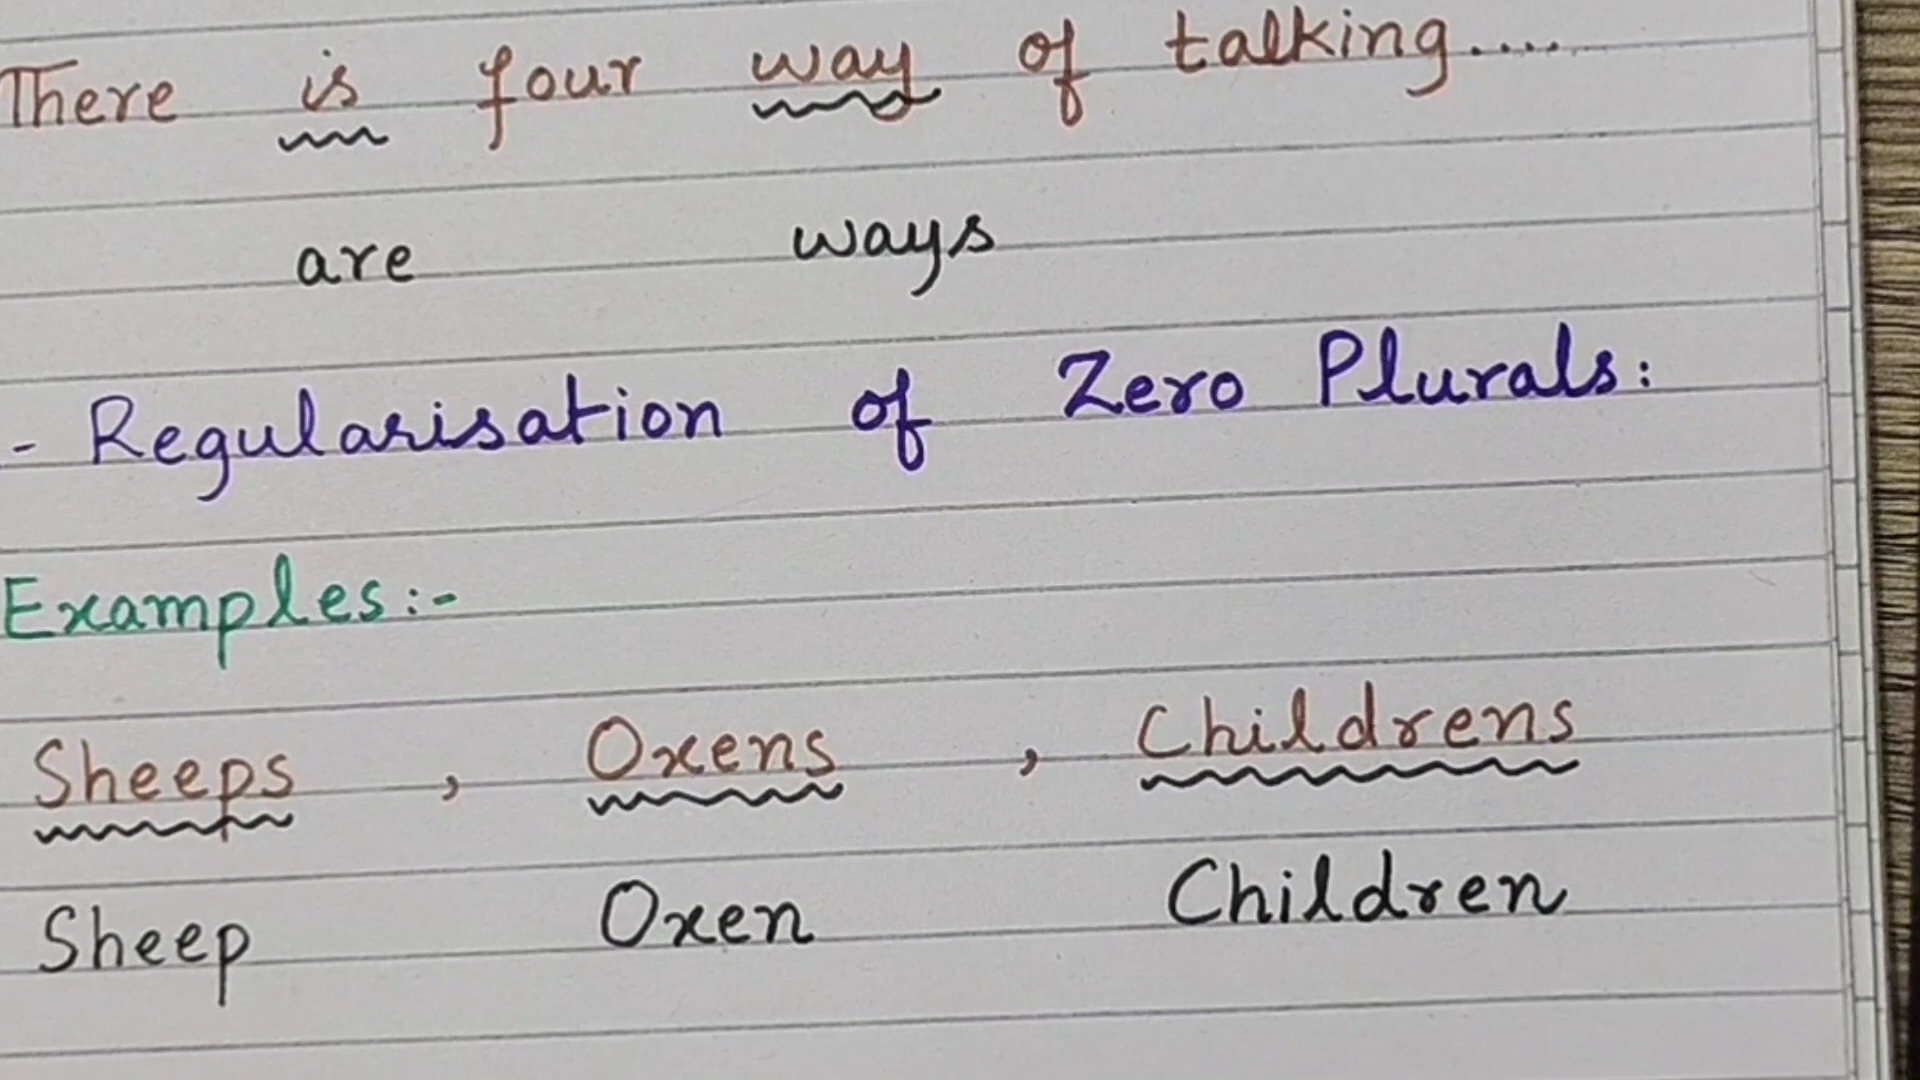 There is four way of talking....
are ways
- Regularisation of Zero Plurals:
Examples:-
Sheeps , Oxens , Childrens
Sheep Oxen Children